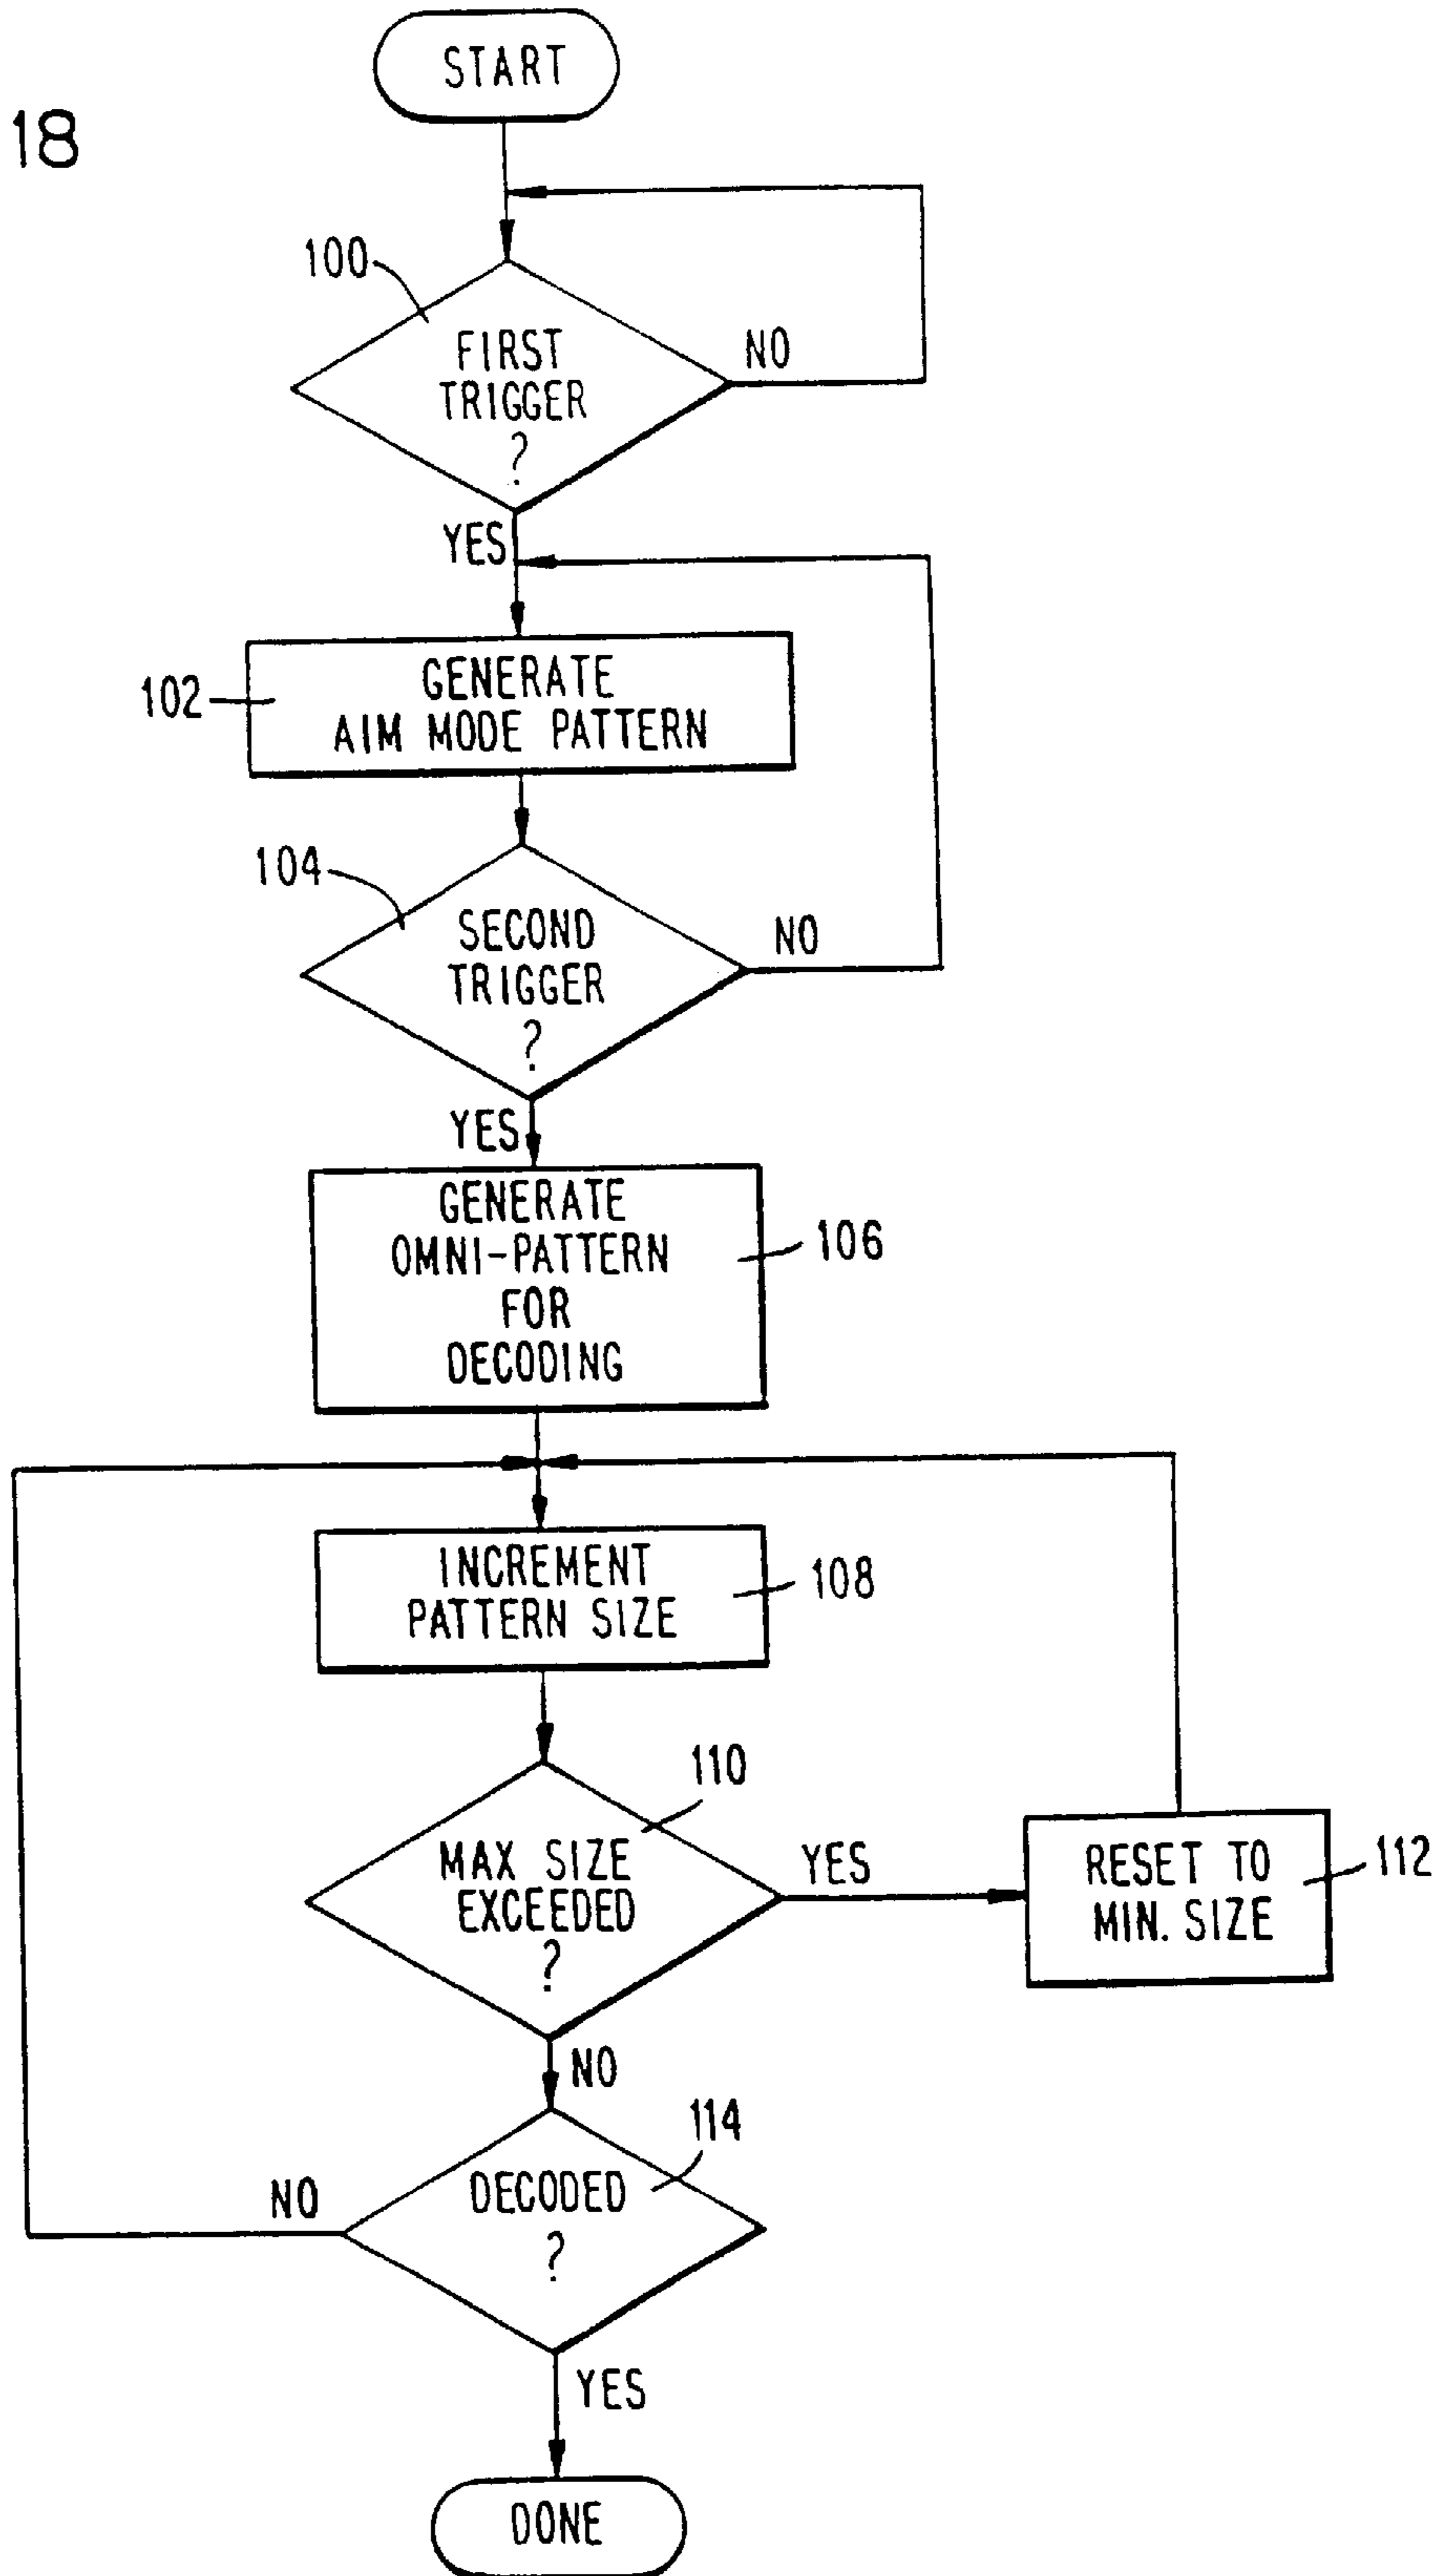 START
18
100
FIRST
TRIGGER
?
NO
YES
GENERATE
AIM MODE PATTERN
102
104
SECOND
TRIGGER
?
NO
YES
GENERATE
OMNI-PATTERN
FOR
DECODING
106
INCREMENT
PATTERN SIZE
108
110
MAX SIZE
EXCEEDED
?
YES
RESET TO
MIN. SIZE
112
NO
114
DECODED
?
NO
YES
DONE